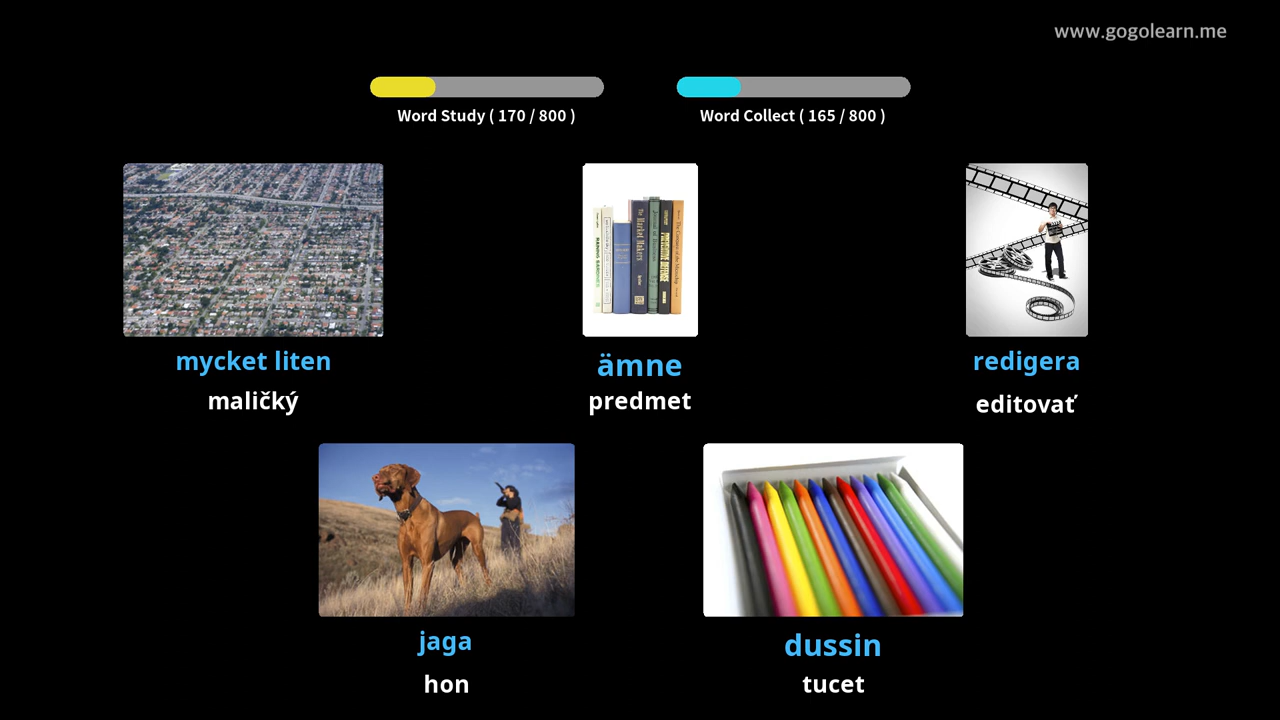 www.gogolearn.me
Word Study ( 170 / 800 )
Word Collect ( 165 / 800 )
mycket liten
maličký
ämne
predmet
redigera
editovať
jaga
hon
dussin
tucet